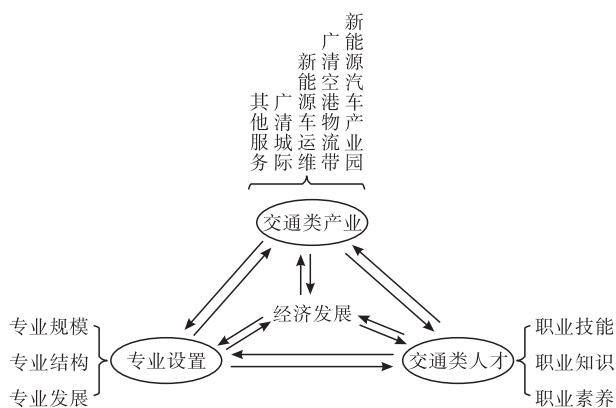 其他服务
广清城际
新能源车运维
广清空港物流带
新能源汽车产业园
交通类产业
经济发展
专业规模
专业结构
专业发展
专业设置
交通类人才
职业技能
职业知识
职业素养